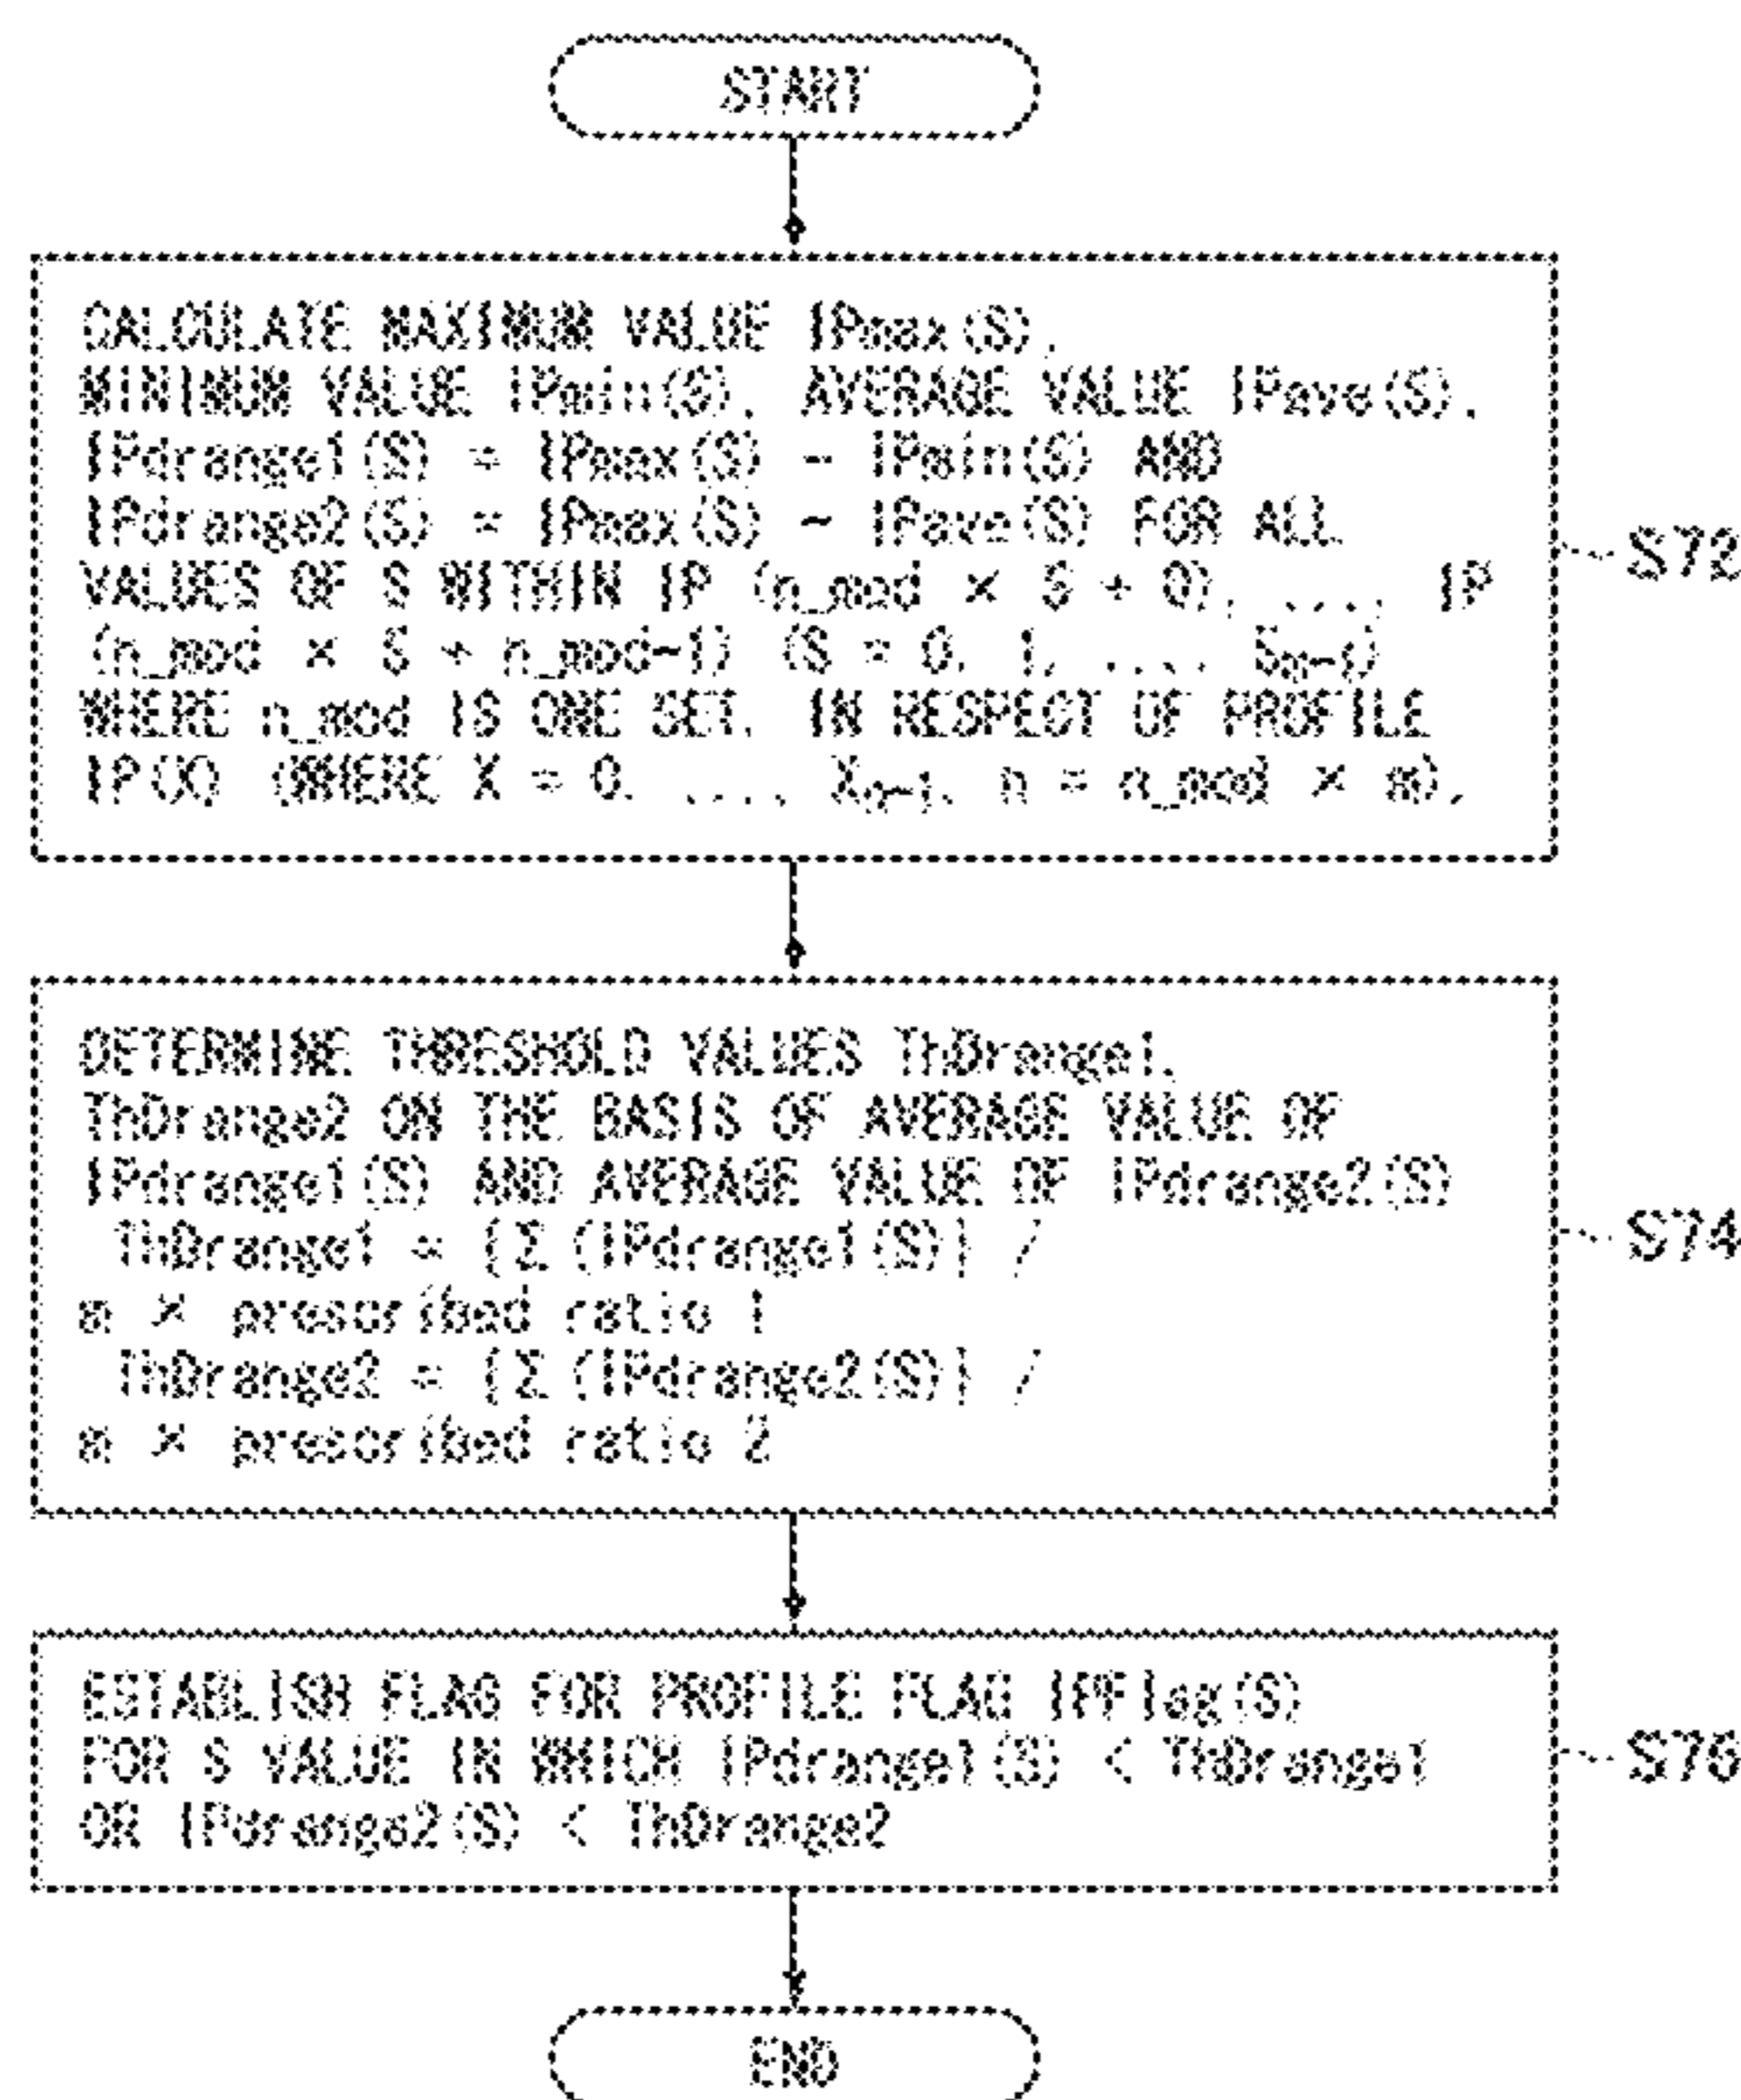 START
CALCULATE MAXIMUM VALUE IPmax(S),
MINIMUM VALUE IPmin(S), AVERAGE VALUE IPave(S),
IPdrange1(S) = IPmax(S) - IPmin(S) AND
IPdrange2(S) = IPmax(S) - IPave(S) FOR ALL
VALUES OF S WITHIN IP (n_mod × S + 0), ..., IP
(n_mod × S + n_mod-1) (S = 0, 1, ..., Sm-1)
WHERE n_mod IS ONE SET, IN RESPECT OF PROFILE
IP(X) (WHERE X = 0, ..., Xn-1, n = n_mod × m).
S72
DETERMINE THRESHOLD VALUES ThDrange1,
ThDrange2 ON THE BASIS OF AVERAGE VALUE OF
IPdrange1(S) AND AVERAGE VALUE OF IPdrange2(S)
ThDrange1 = {Σ(IPdrange1(S)} /
m × prescribed ratio 1
ThDrange2 = {Σ(IPdrange2(S)} /
m × prescribed ratio 2
S74
ESTABLISH FLAG FOR PROFILE FLAG IPFlag(S)
FOR S VALUE IN WHICH IPdrange1(S) < ThDrange1
OR IPdrange2(S) < ThDrange2
S76
END